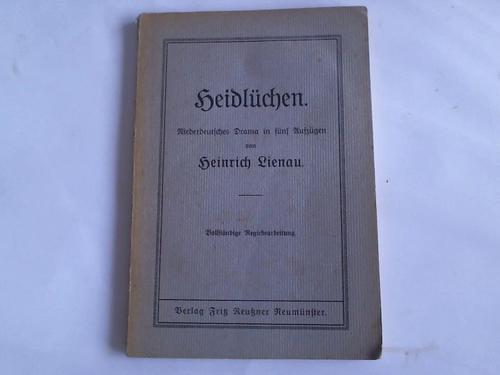 Heidlüchen.
Niederdeutsches Drama in fünf Aufzügen
von
Heinrich Lienau.
Vollständige Regiebearbeitung
Verlag Fritz Reußner Neumünster.